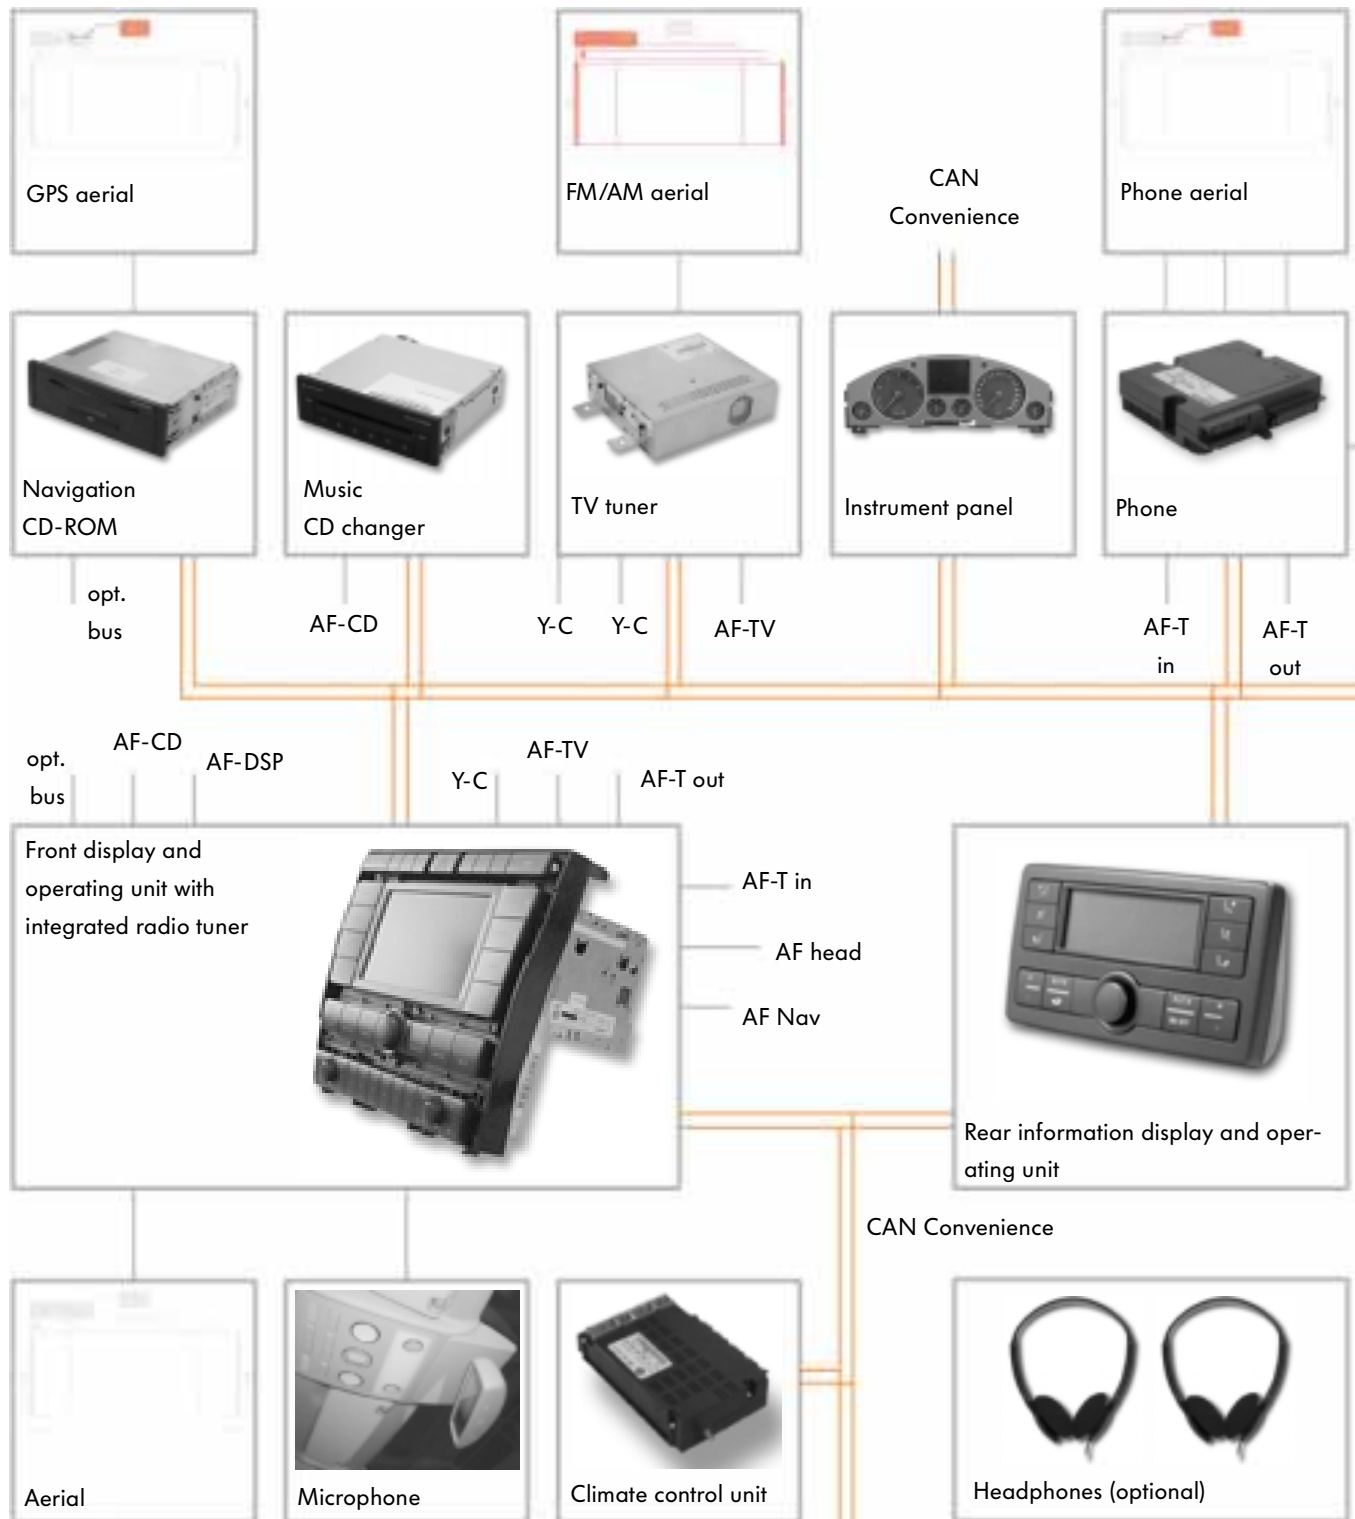 GPS aerial
FM/AM aerial
CAN
Convenience
Phone aerial
Navigation
CD-ROM
Music
CD changer
TV tuner
Instrument panel
Phone
opt.
bus
AF-CD
Y-C
Y-C
AF-TV
AF-T
in
AF-T
out
opt.
bus
AF-CD
AF-DSP
Y-C
AF-TV
AF-T out
Front display and
operating unit with
integrated radio tuner
AF-T in
AF head
AF Nav
Rear information display and oper-
ating unit
CAN Convenience
Aerial
Microphone
Climate control unit
Headphones (optional)